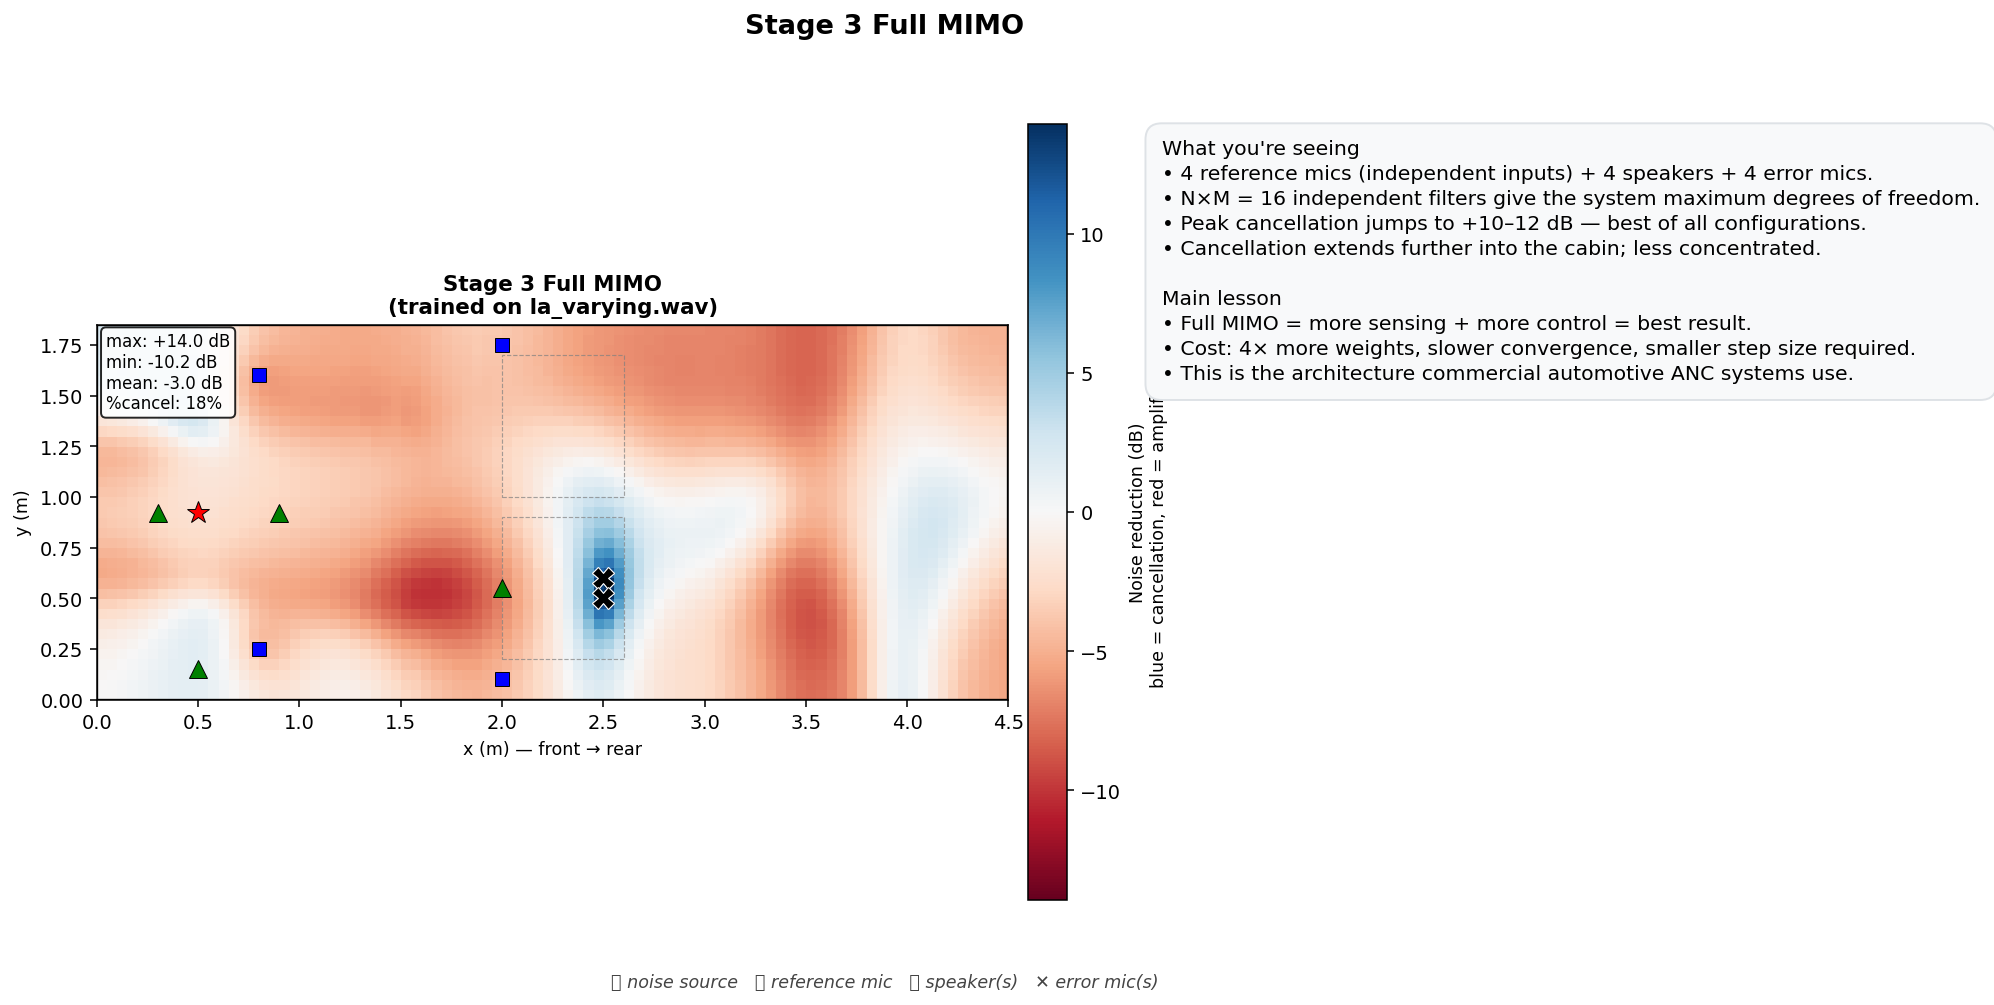 Stage 3 Full MIMO
Stage 3 Full MIMO
(trained on la_varying.wav)
max: +14.0 dB
min: -10.2 dB
mean: -3.0 dB
%cancel: 18%
y (m)
1.75
1.50
1.25
1.00
0.75
0.50
0.25
0.00
0.0 0.5 1.0 1.5 2.0 2.5 3.0 3.5 4.0 4.5
x (m) — front → rear
10
5
0
−5
−10
Noise reduction (dB)
blue = cancellation, red = amplif
What you're seeing
• 4 reference mics (independent inputs) + 4 speakers + 4 error mics.
• N×M = 16 independent filters give the system maximum degrees of freedom.
• Peak cancellation jumps to +10–12 dB — best of all configurations.
• Cancellation extends further into the cabin; less concentrated.
Main lesson
• Full MIMO = more sensing + more control = best result.
• Cost: 4× more weights, slower convergence, smaller step size required.
• This is the architecture commercial automotive ANC systems use.
noise source reference mic speaker(s) ✕ error mic(s)